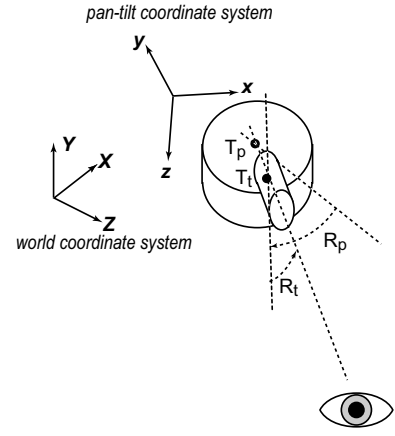 pan-tilt coordinate system
y
x
z
Y
X
Z
world coordinate system
Tp
Tt
Rp
Rt